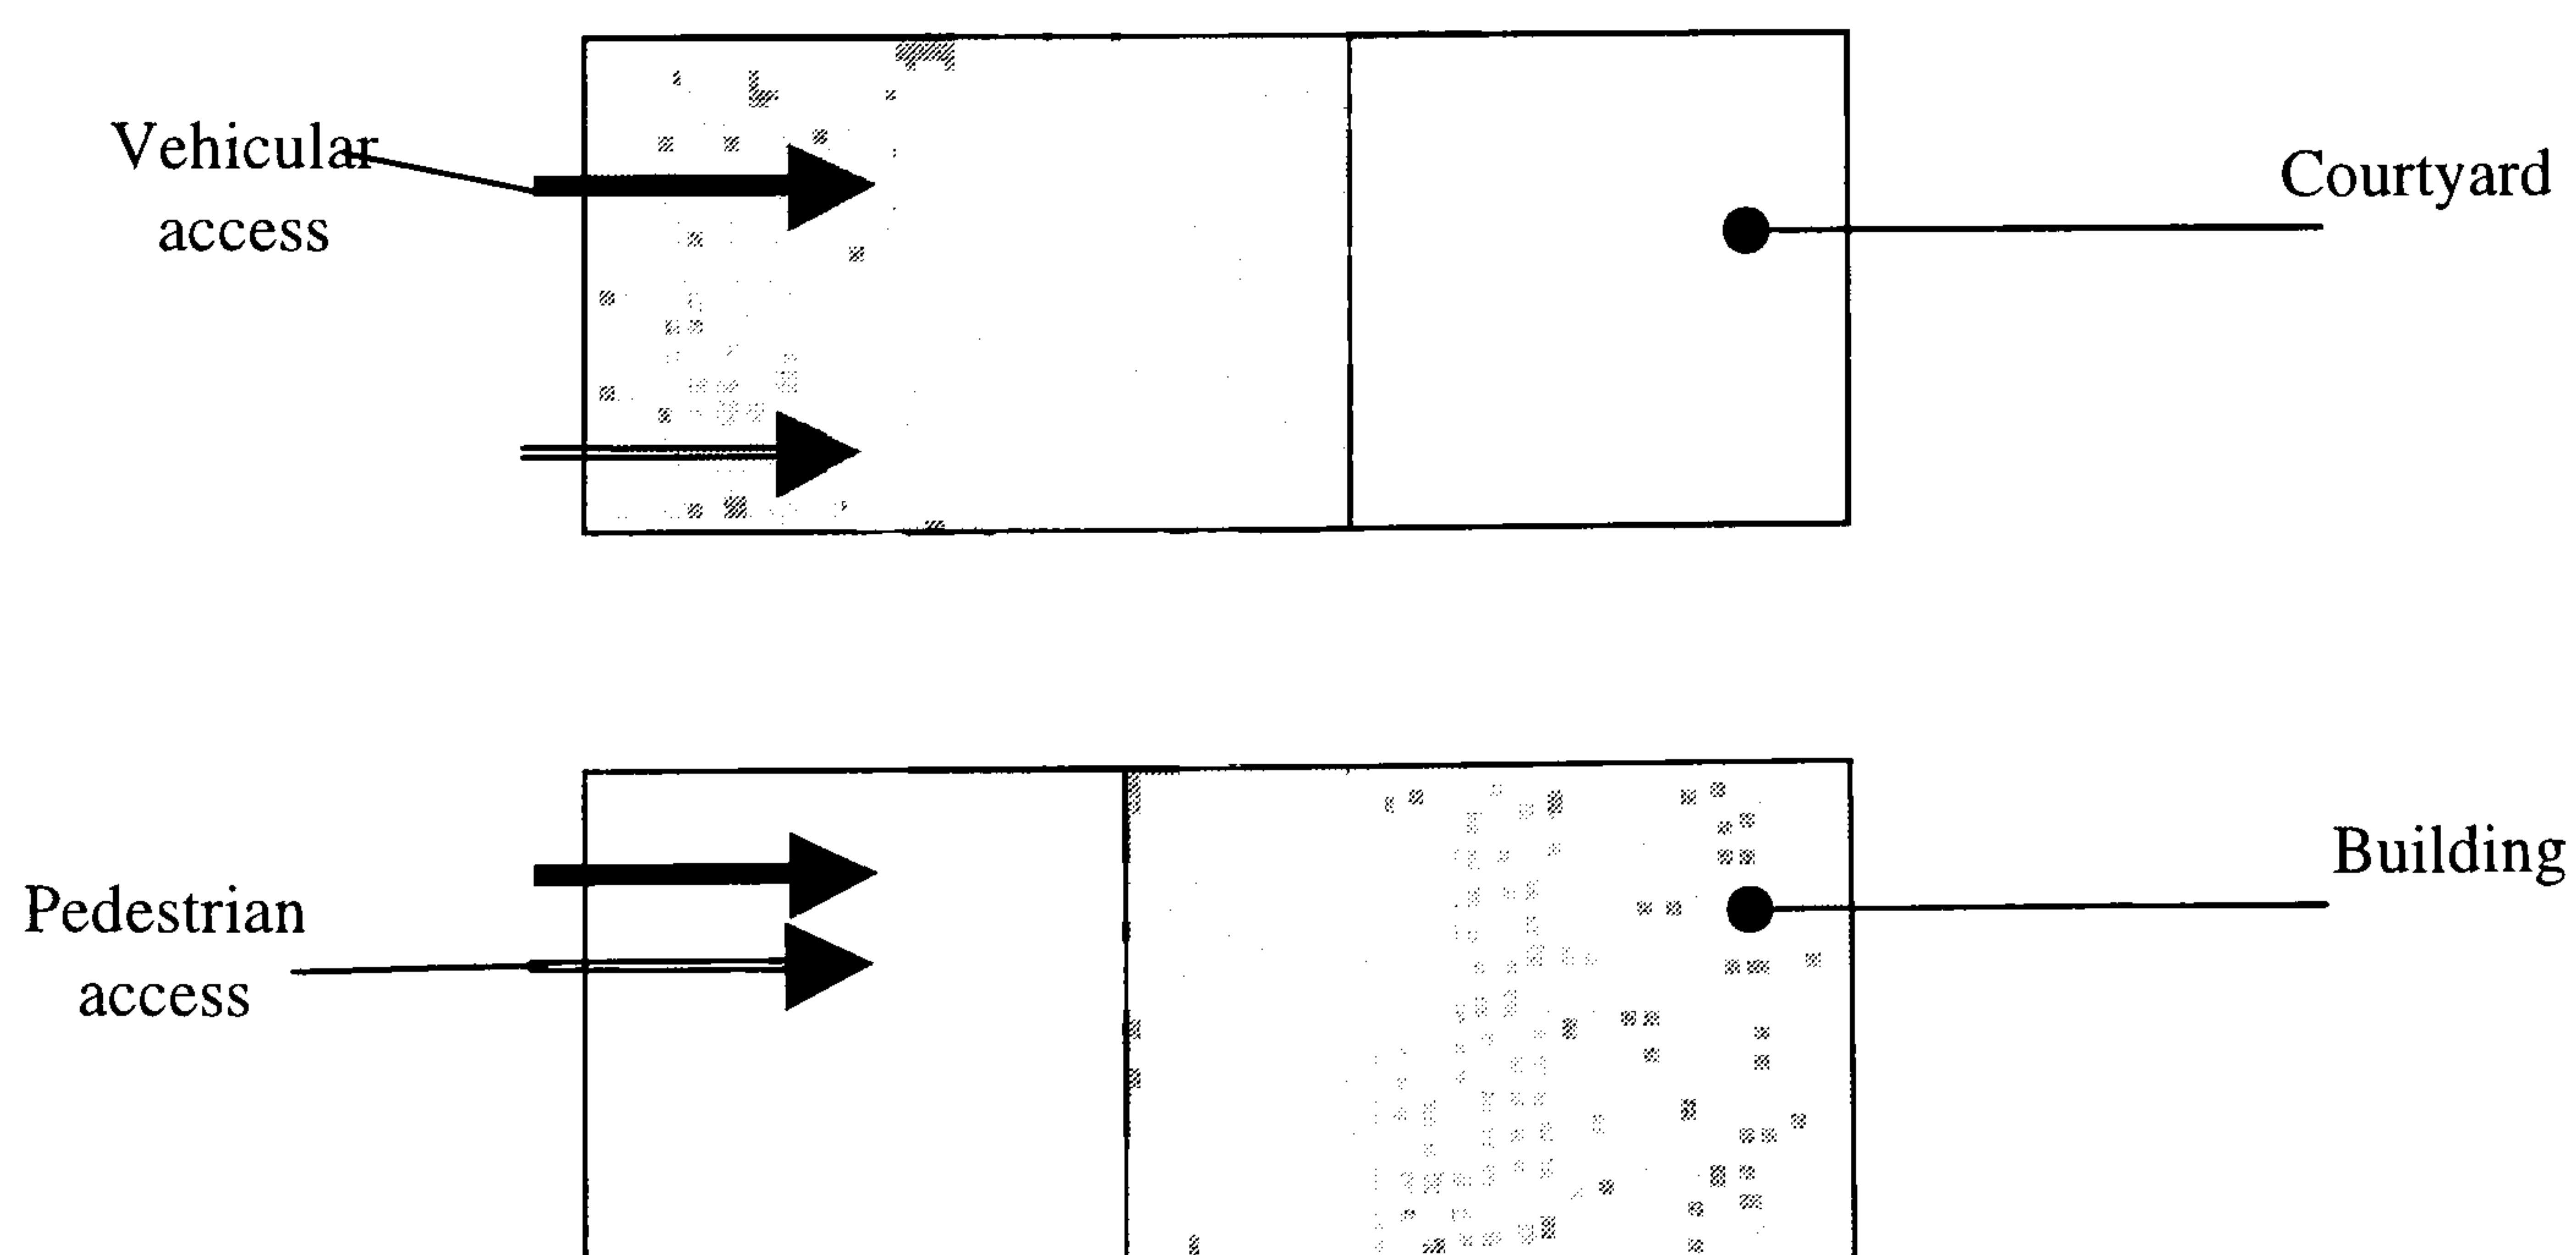 Vehicular
access
Courtyard
Building
Pedestrian
access